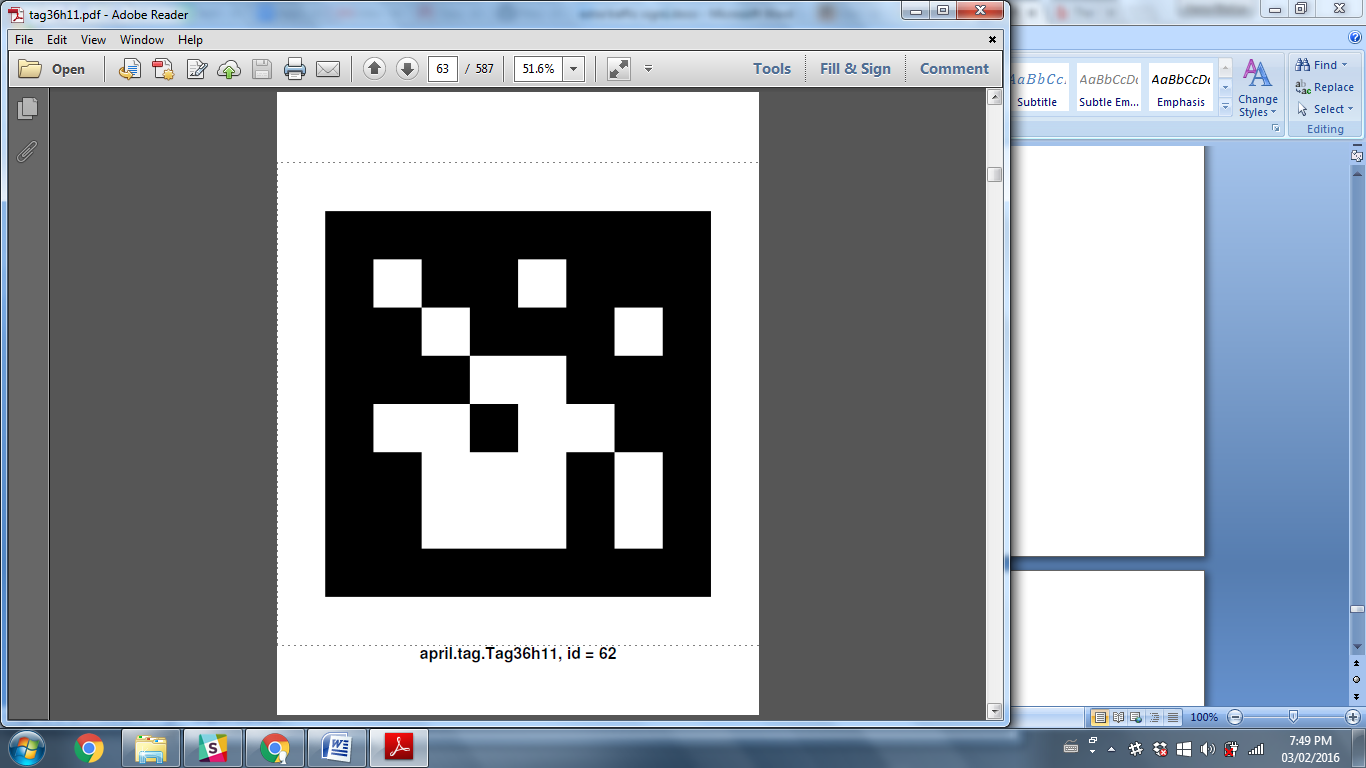 tag36h11.pdf - Adobe Reader
File Edit View Window Help
Open 63 / 587 51.6% Tools Fill & Sign Comment
AaBbCc. AaBbCcDc AaBbCcDc
Subtitle Subtle Em... Emphasis
Change Styles
Find
Replace
Select
Editing
april.tag.Tag36h11, id = 62
100%
7:49 PM
03/02/2016